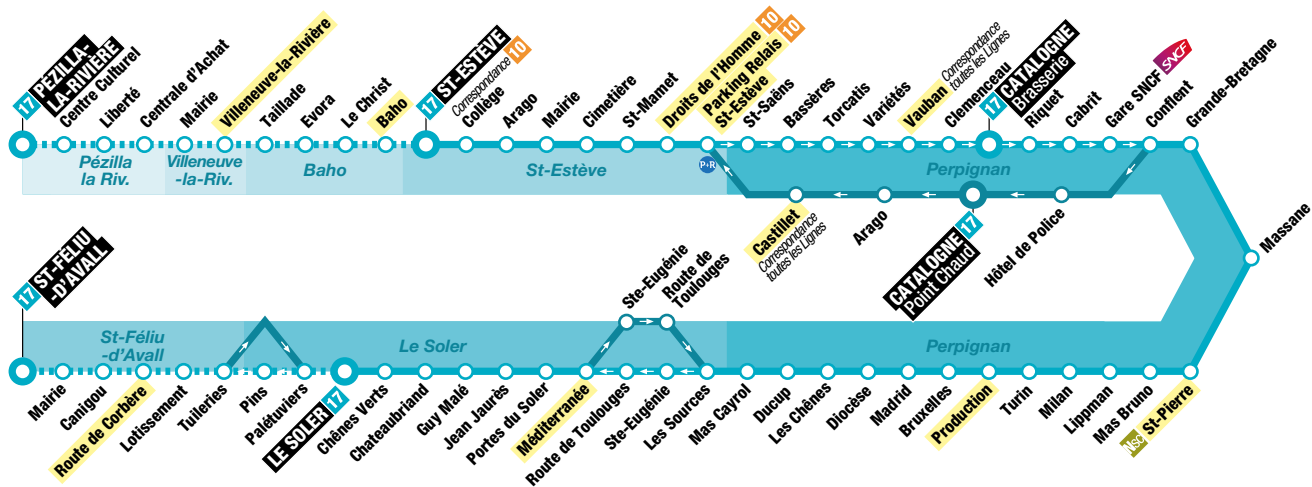 17 PÉZILLA-
LA-RIVIÈRE
Centre Culturel
Liberté
Centrale d'Achat
Mairie
Villeneuve-la-Rivière
Taillade
Evora
Le Christ
Baho
17 ST-ESTÈVE
Correspondance 10
Collège
Arago
Mairie
Cimetière
St-Mamet
Droits de l'Homme 10
Parking Relais 10
St-Estève
St-Saëns
Bassères
Torcatis
Variétés
Vauban
Correspondance
toutes les Lignes
Clemenceau
17 CATALOGNE
Brasserie
Riquet
Cabrit
Gare SNCF SNCF
Conflent
Grande-Bretagne
Pézilla
la Riv.
Villeneuve
-la-Riv.
Baho
St-Estève
P+R
Perpignan
Castillet
Correspondance
toutes les Lignes
Arago
CATALOGNE 17
Point Chaud
Hôtel de Police
Massane
17 ST-FÉLIU
-D'AVALL
Ste-Eugénie
Route de
Toulouges
St-Féliu
-d'Avall
Le Soler
Perpignan
Mairie
Canigou
Route de Corbère
Lotissement
Tuileries
Pins
Palétuviers
LE SOLER 17
Chênes Verts
Chateaubriand
Guy Malé
Jean Jaurès
Portes du Soler
Méditerranée
Route de Toulouges
Ste-Eugénie
Les Sources
Mas Cayrol
Ducup
Les Chênes
Diocèse
Madrid
Bruxelles
Production
Turin
Milan
Lippman
Mas Bruno
NSC St-Pierre